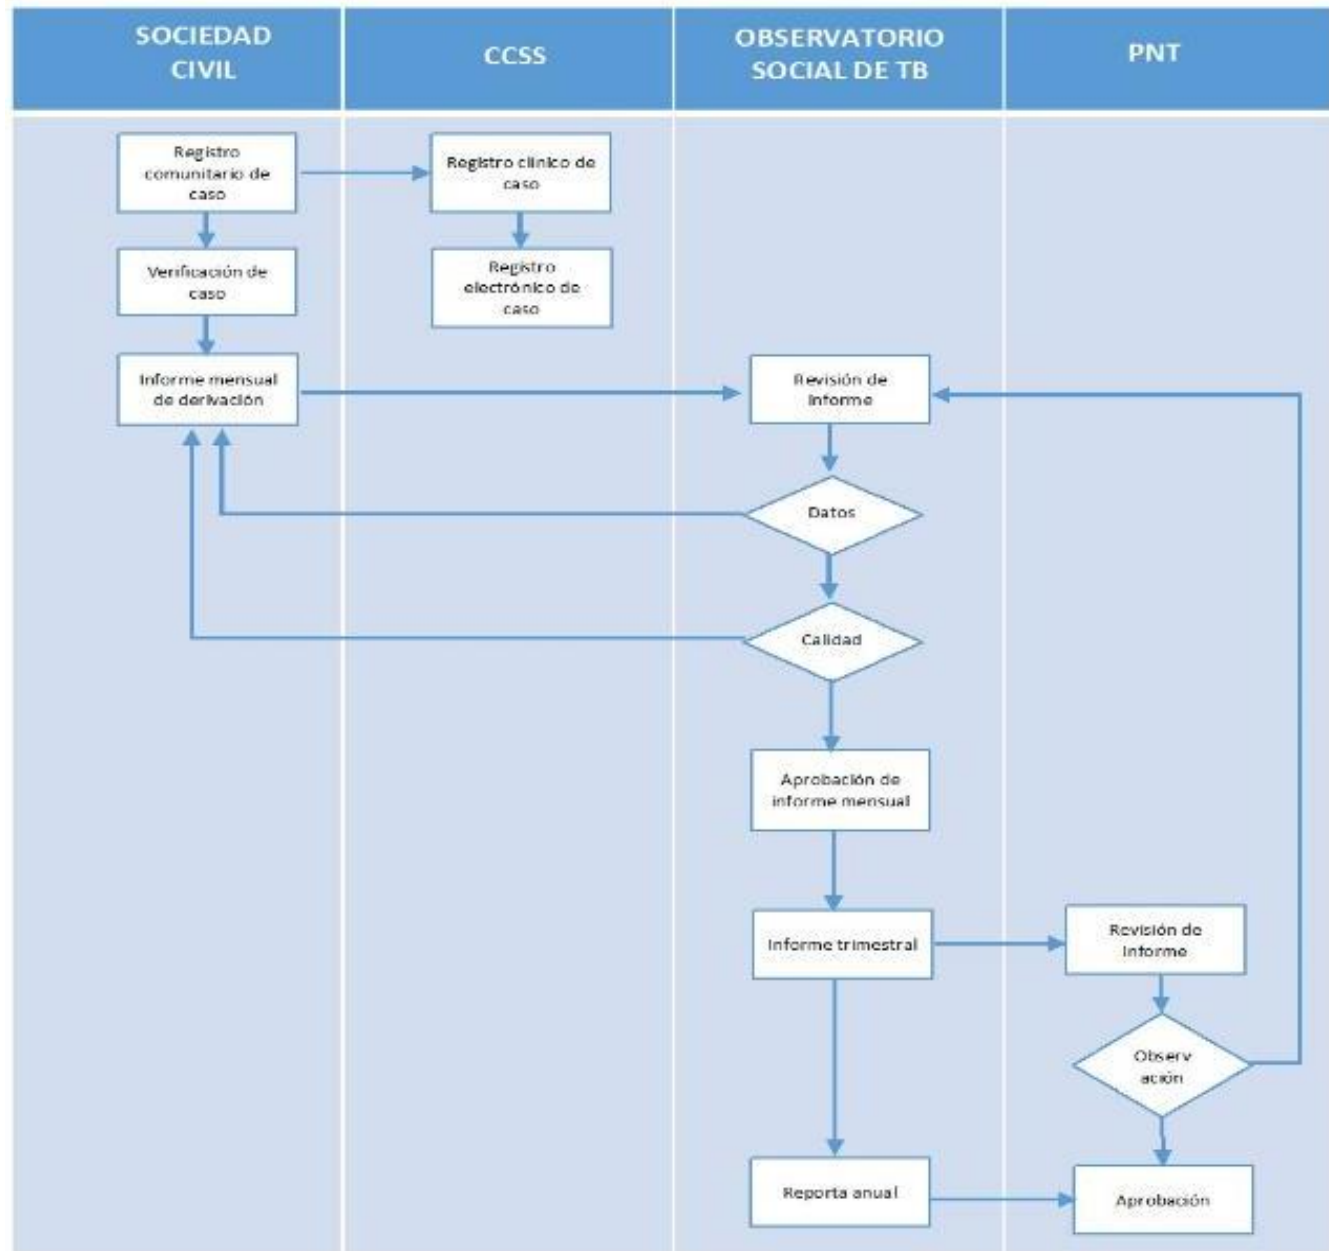 SOCIEDAD
CIVIL
CCSS
OBSERVATORIO
SOCIAL DE TB
PNT
Registro
comunitario de
caso
Registro clínico de
caso
Verificación de
caso
Registro
electrónico de
caso
Informe mensual
de derivación
Revisión de
Informe
Datos
Calidad
Aprobación de
informe mensual
Informe trimestral
Revisión de
Informe
Observ
ación
Reporta anual
Aprobación